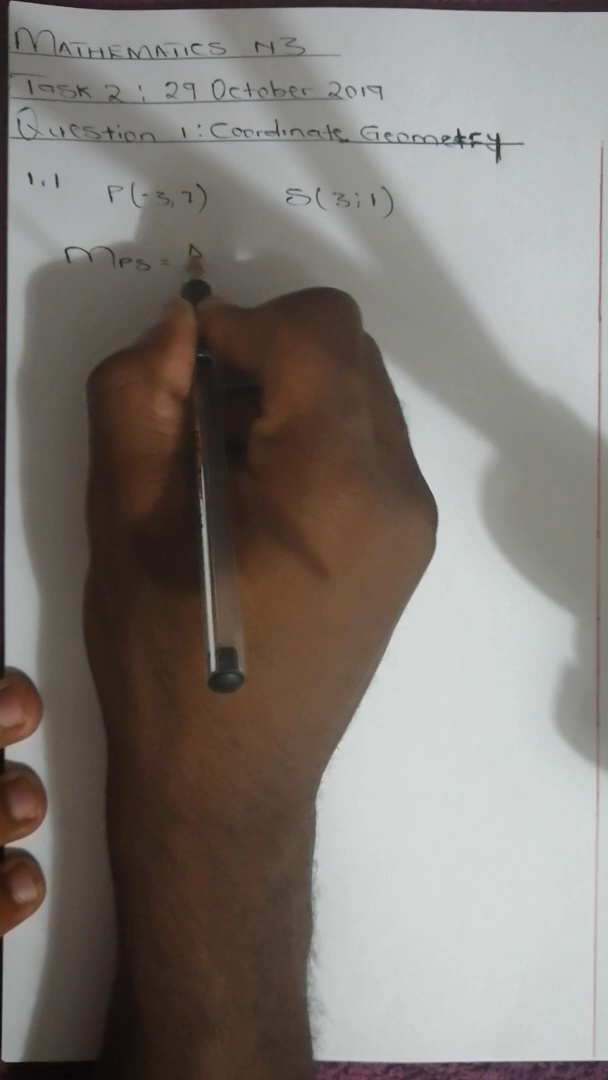 MATHEMATICS N3
Task 2 : 29 October 2019
Question 1 : Coordinate Geometry
1.1 P(-3,7) S(3;1)
MPS = Δ